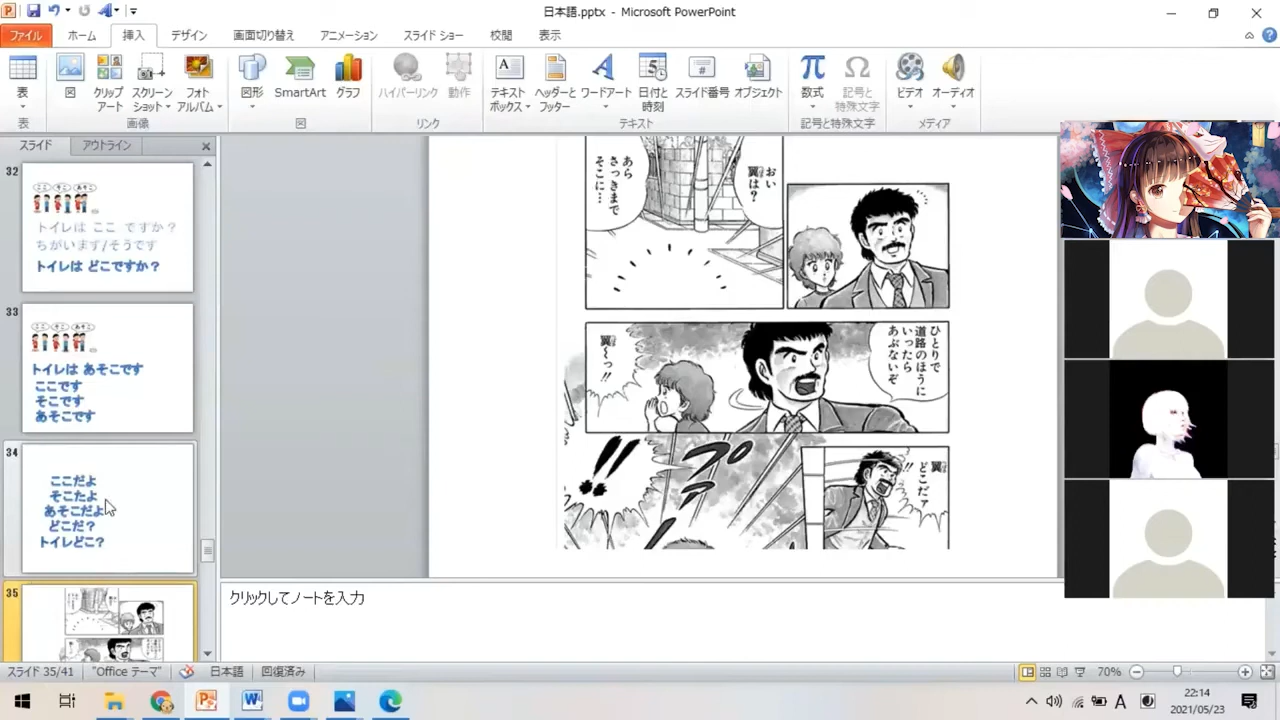 日本語.pptx - Microsoft PowerPoint
ファイル ホーム 挿入 デザイン 画面切り替え アニメーション スライド ショー 校閲 表示
表
図
クリップ
アート
スクリーン
ショット
フォト
アルバム
図形
SmartArt
グラフ
ハイパーリンク
動作
テキスト
ボックス
ヘッダーと
フッター
ワードアート
日付と
時刻
スライド番号
オブジェクト
数式
記号と
特殊文字
ビデオ
オーディオ
表
画像
図
リンク
テキスト
記号と特殊文字
メディア
スライド
アウトライン
32
ここ そこ あそこ
トイレは ここ ですか?
ちがいます/そうです
トイレは どこですか?
33
ここ そこ あそこ
トイレは あそこです
ここです
そこです
あそこです
34
ここだよ
そこたよ
あそこだよ
どこだ?
トイレどこ?
35
おい
翼は?
あら
さっきまで
そこに…
ひとりで
道路のほうに
いったら
あぶないぞ
翼~っ!!
翼
どこだァ
!!
クリックしてノートを入力
スライド 35/41
"Office テーマ"
日本語
回復済み
70%
A
22:14
2021/05/23